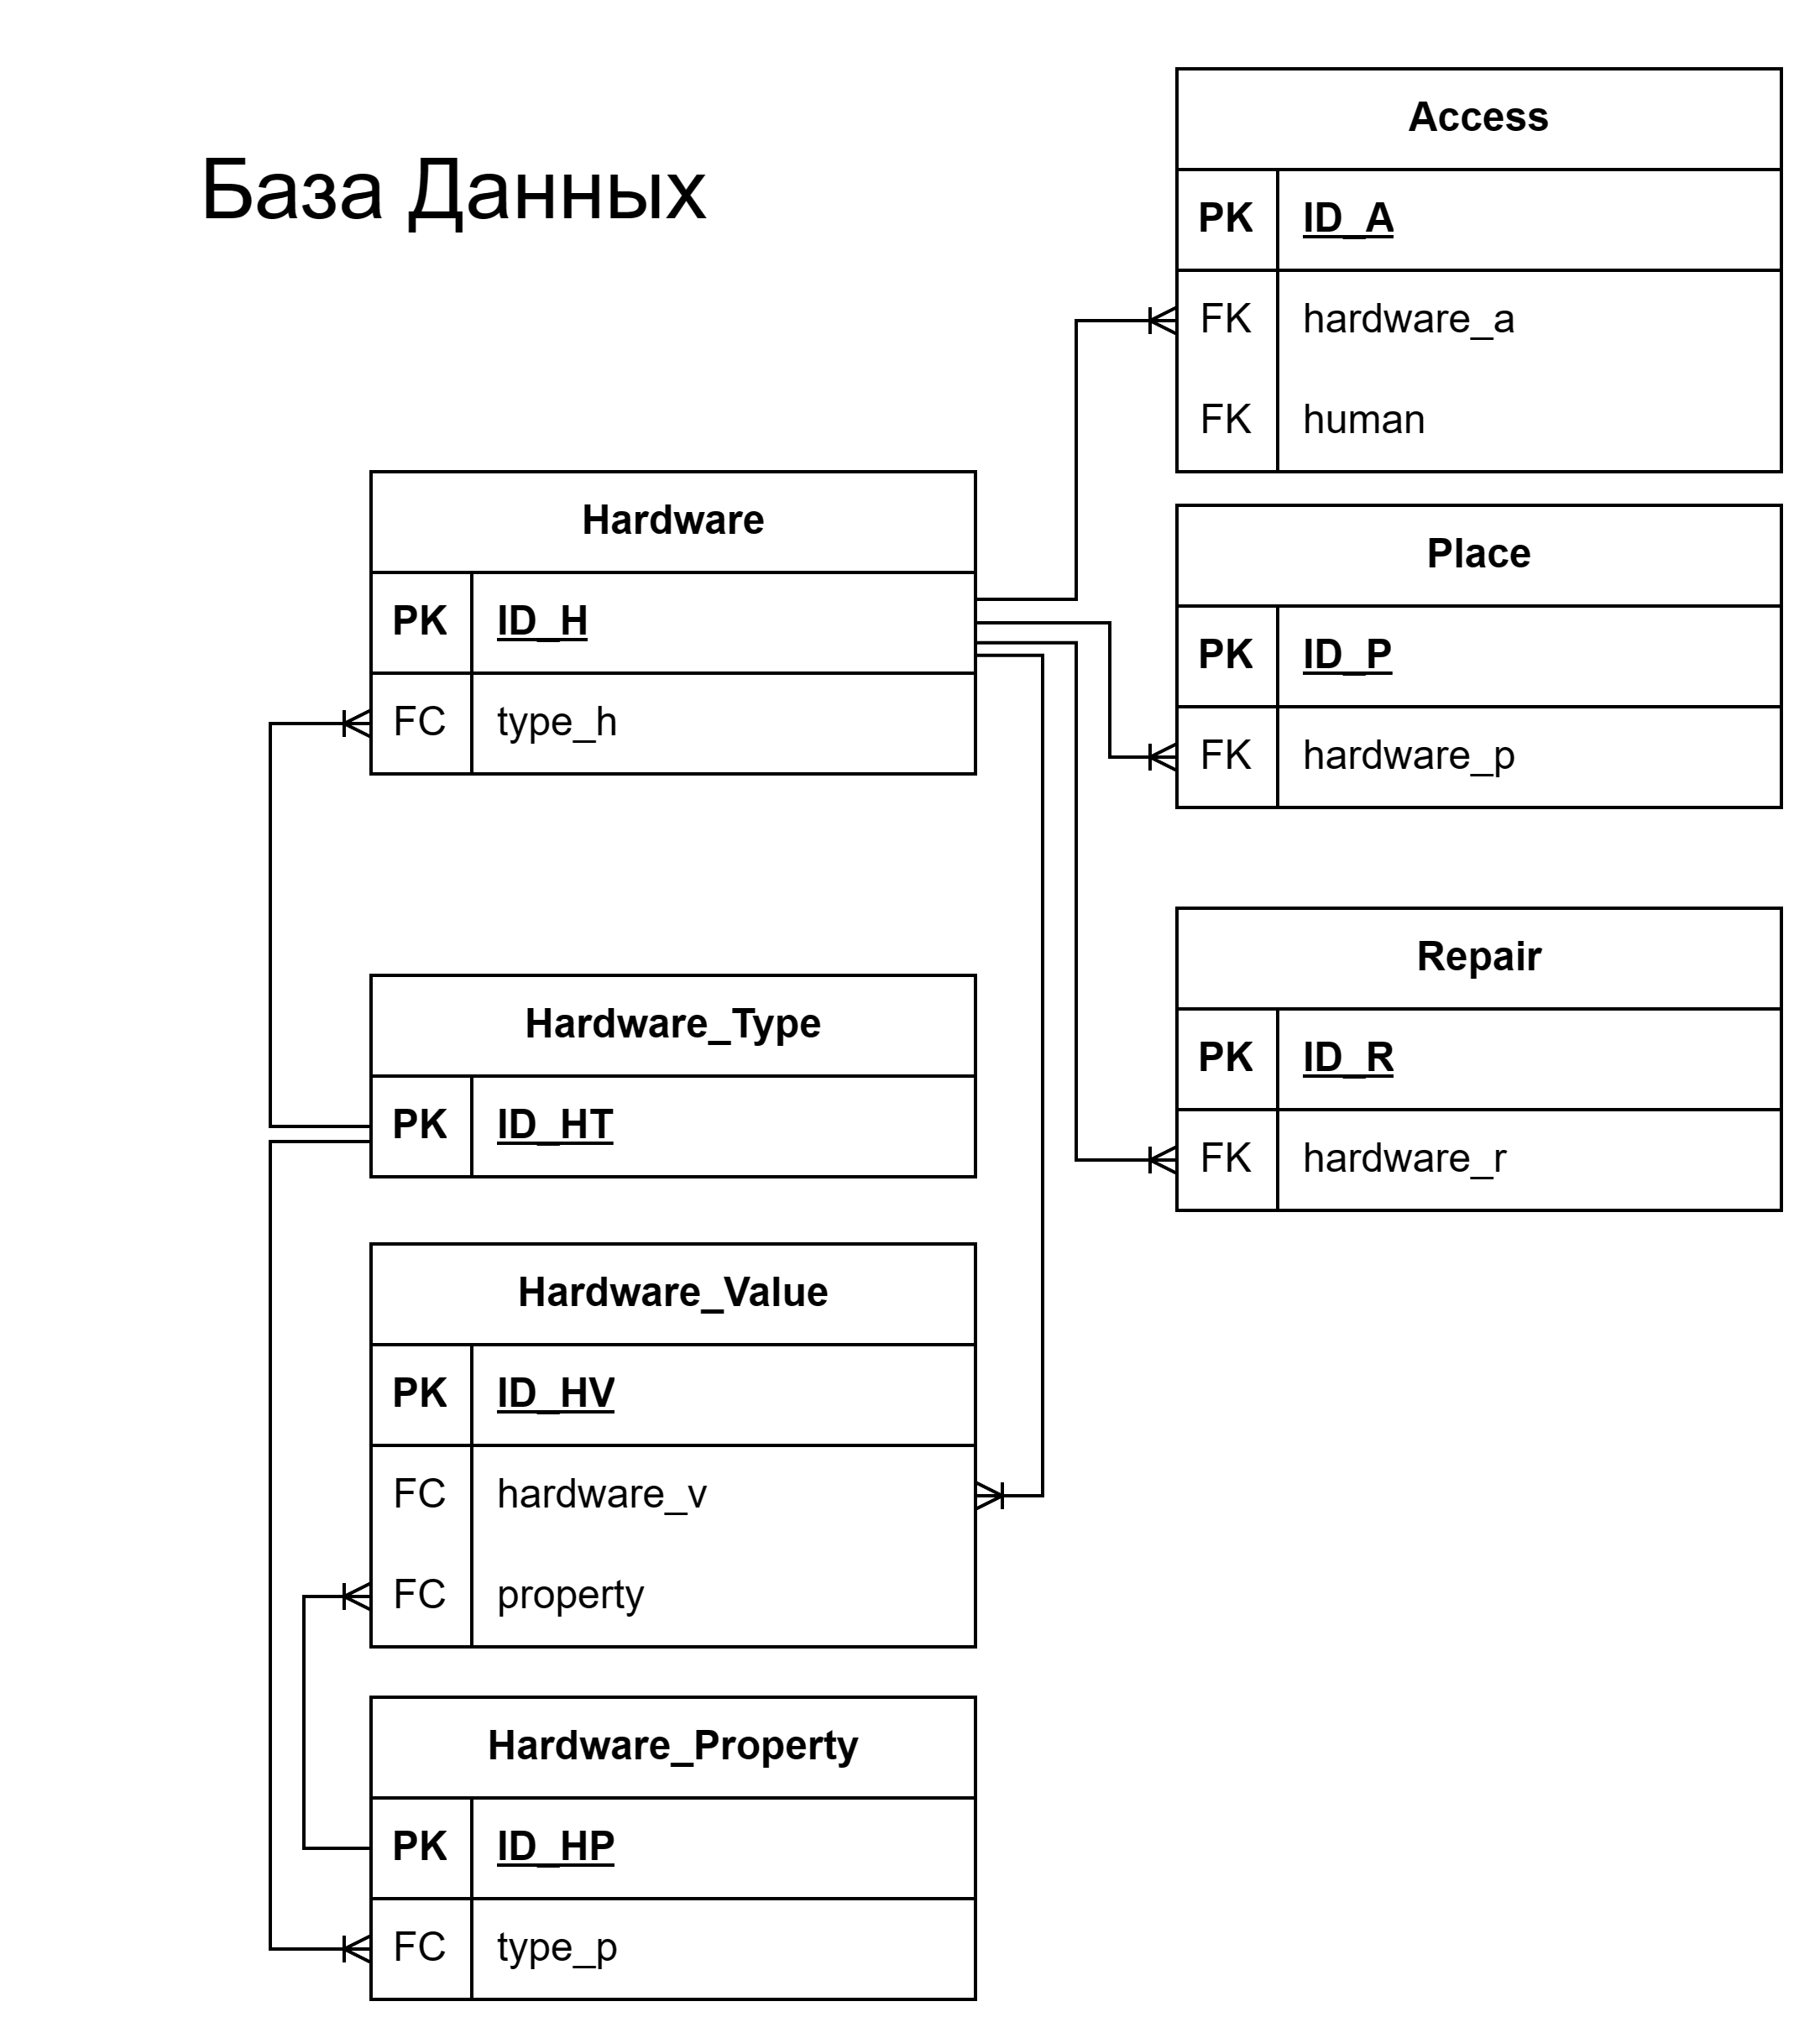 База Данных
Access
PK ID_A
FK hardware_a
FK human
Hardware
PK ID_H
FC type_h
Place
PK ID_P
FK hardware_p
Repair
PK ID_R
FK hardware_r
Hardware_Type
PK ID_HT
Hardware_Value
PK ID_HV
FC hardware_v
FC property
Hardware_Property
PK ID_HP
FC type_p